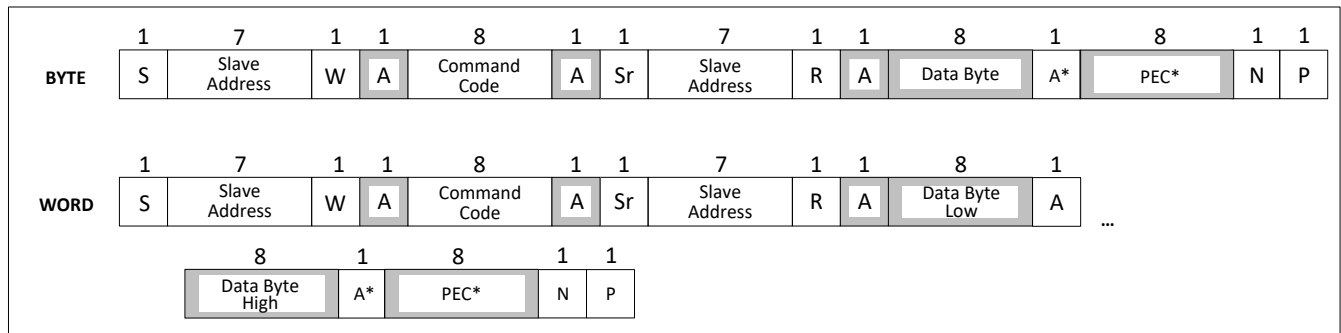 1 7 1 1 8 1 1 7 1 1 8 1 8 1 1
BYTE S Slave Address W A Command Code A Sr Slave Address R A Data Byte A* PEC* N P
1 7 1 1 8 1 1 7 1 1 8 1
WORD S Slave Address W A Command Code A Sr Slave Address R A Data Byte Low A ...
8 1 8 1 1
Data Byte High A* PEC* N P